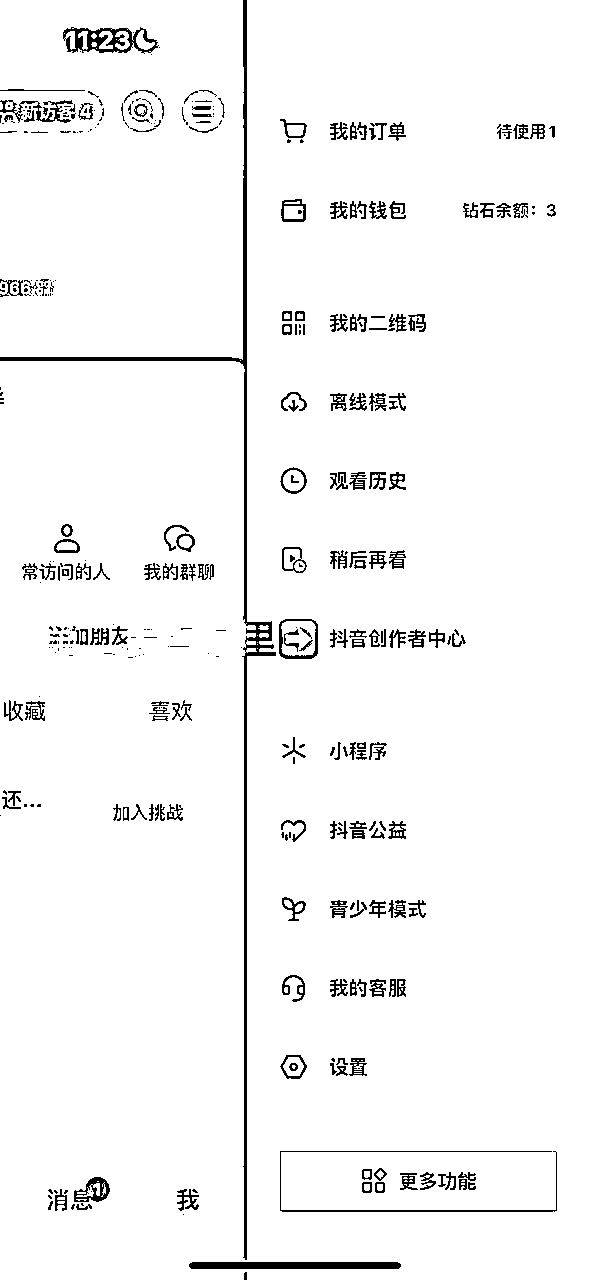 11:23
新访客 4
我的订单 待使用1
我的钱包 钻石余额：3
我的二维码
离线模式
观看历史
常访问的人 我的群聊
稍后再看
加朋友
里 抖音创作者中心
收藏 喜欢
小程序
还... 加入挑战
抖音公益
青少年模式
我的客服
设置
更多功能
消息 我